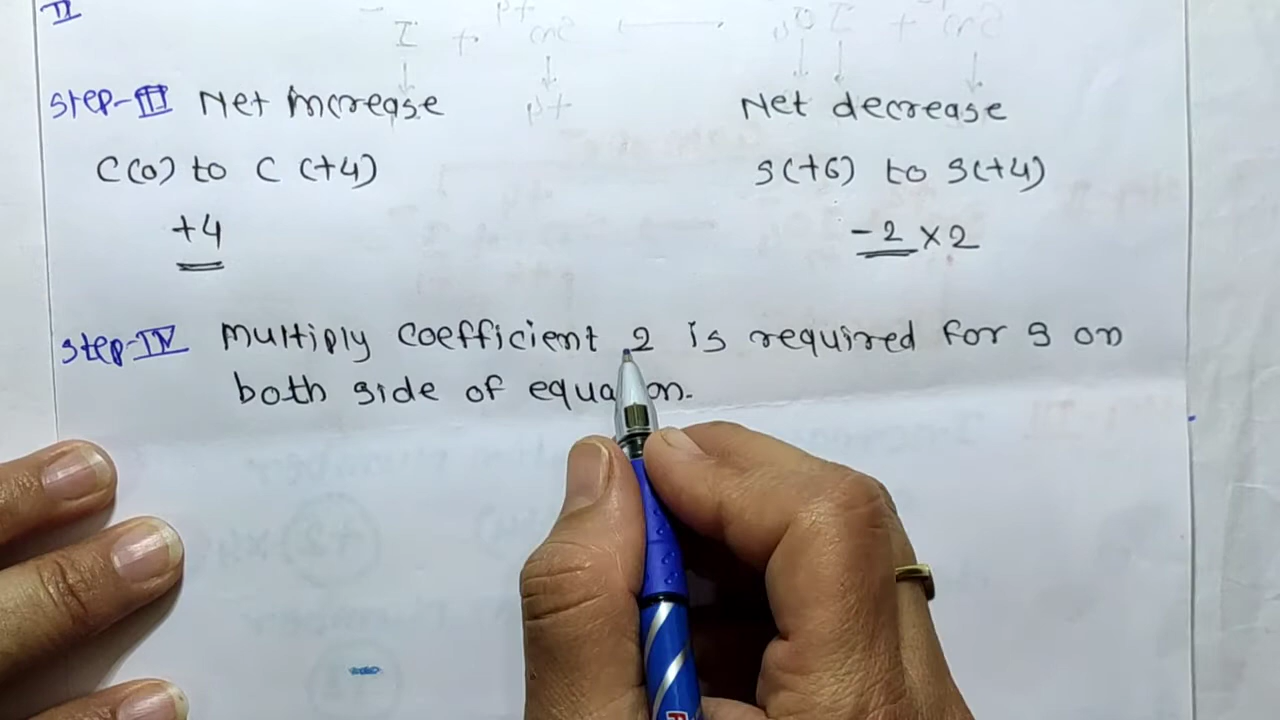 II
Step-III Net increase Net decrease
C(0) to C (+4) S(+6) to S(+4)
+4 -2 × 2
Step-IV Multiply coefficient 2 is required for S on
both side of equation.